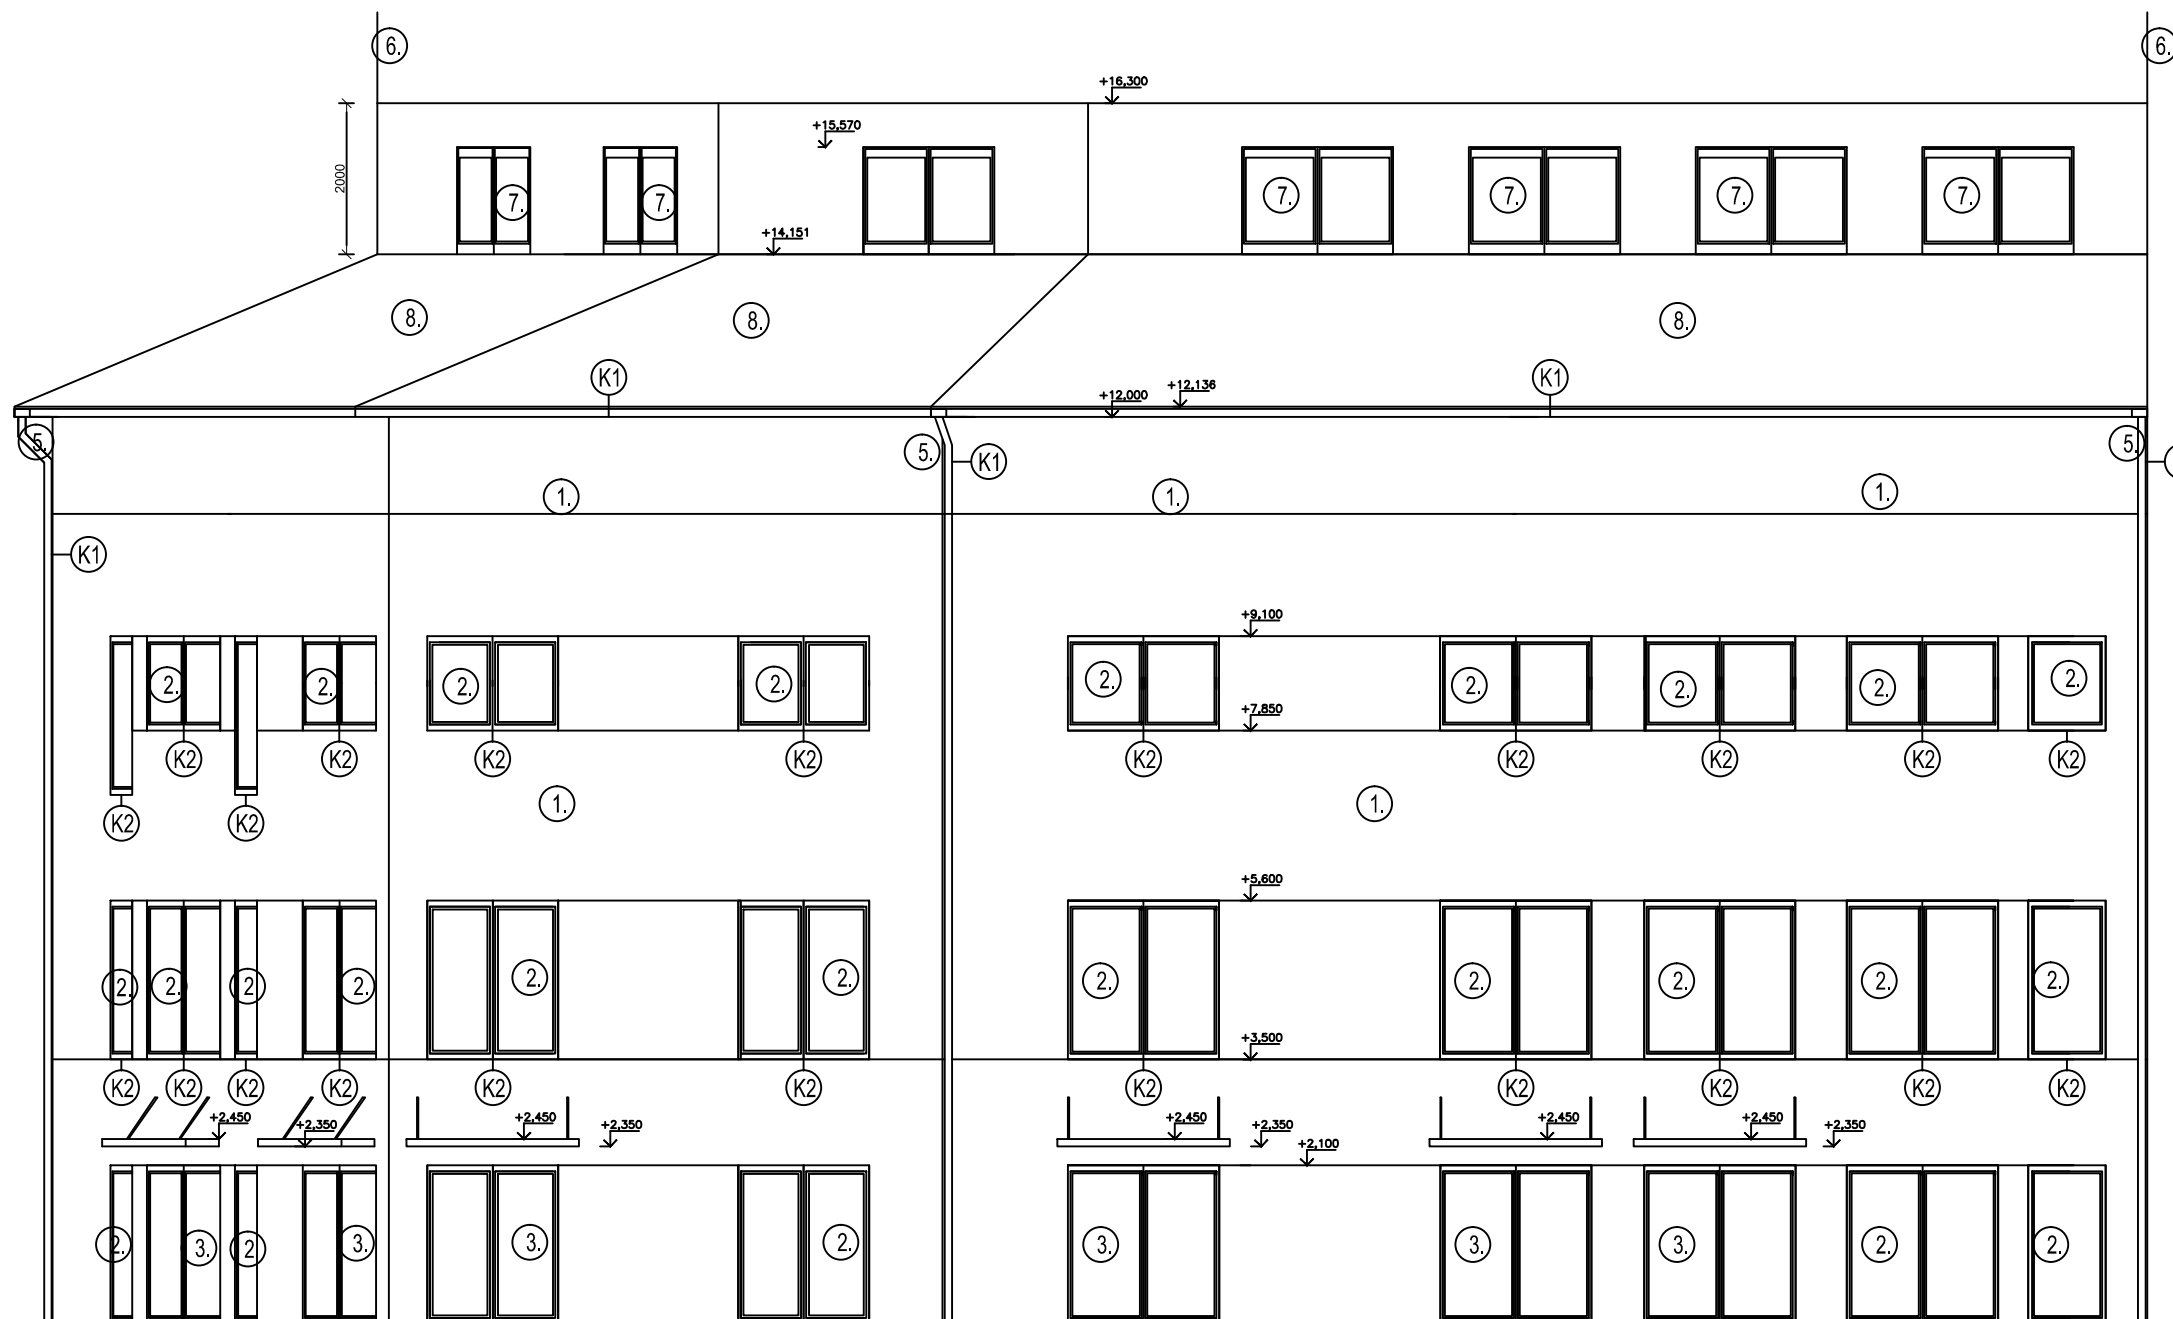 6. 6.
+16,300
+15,570
2000
7. 7. 7. 7. 7. 7.
+14,151
8. 8. 8.
K1 K1
+12,136
+12,000
5. 5. 5.
K1
1. 1. 1.
K1
+9,100
2. 2. 2. 2. 2. 2. 2. 2. 2.
+7,850
K2 K2 K2 K2 K2 K2 K2 K2 K2
1. 1.
K2 K2
+5,600
2. 2. 2. 2. 2. 2. 2. 2. 2. 2. 2.
+3,500
K2 K2 K2 K2 K2 K2 K2 K2 K2 K2 K2
+2,450 +2,350 +2,450 +2,350 +2,450 +2,350 +2,450 +2,450 +2,350
+2,100
2. 3. 2. 3. 3. 2. 3. 3. 3. 2. 2.